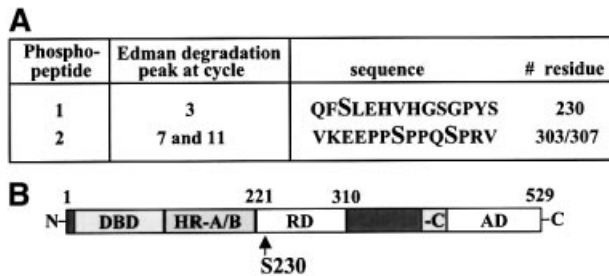 A
Phospho-peptide Edman degradation peak at cycle sequence # residue
1 3 QFSLEHVHGSGPYS 230
2 7 and 11 VKEEPPSPPQSPRV 303/307
B
1 221 310 529
N- DBD HR-A/B RD -C AD -C
S230